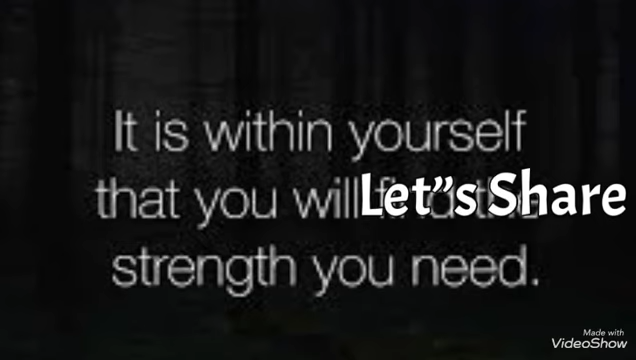 It is within yourself
that you will find the
Let”s Share
strength you need.
Made with
VideoShow